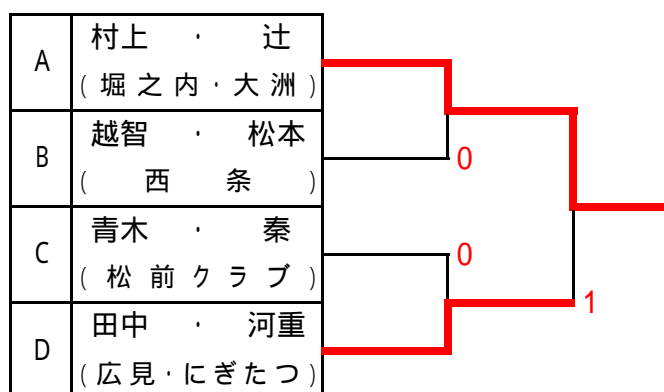 A
村上 ・ 辻
(堀之内・大洲)
B
越智 ・ 松本
( 西 条 )
0
C
青木 ・ 秦
(松前クラブ)
0
D
田中 ・ 河重
(広見・にぎたつ)
1